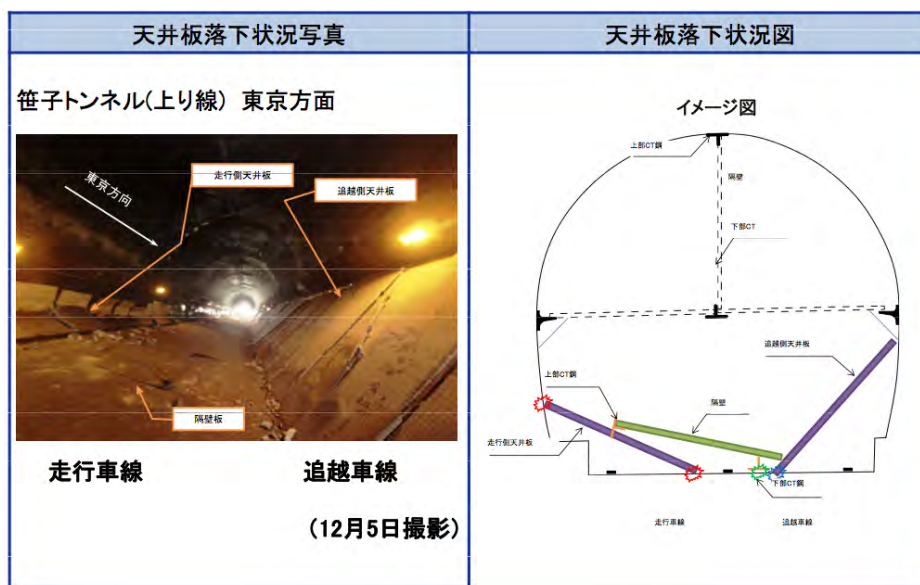 天井板落下状況写真
天井板落下状況図
笹子トンネル(上り線) 東京方面
東京方向
走行側天井板
追越側天井板
隔壁板
走行車線
追越車線
(12月5日撮影)
イメージ図
上部CT鋼
隔壁
下部CT
追越側天井板
上部CT鋼
隔壁
走行側天井板
下部CT鋼
走行車線
追越車線